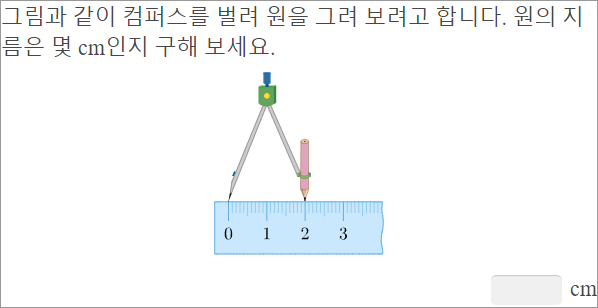 그림과 같이 컴퍼스를 벌려 원을 그려 보려고 합니다. 원의 지
름은 몇 cm인지 구해 보세요.
0 1 2 3
cm